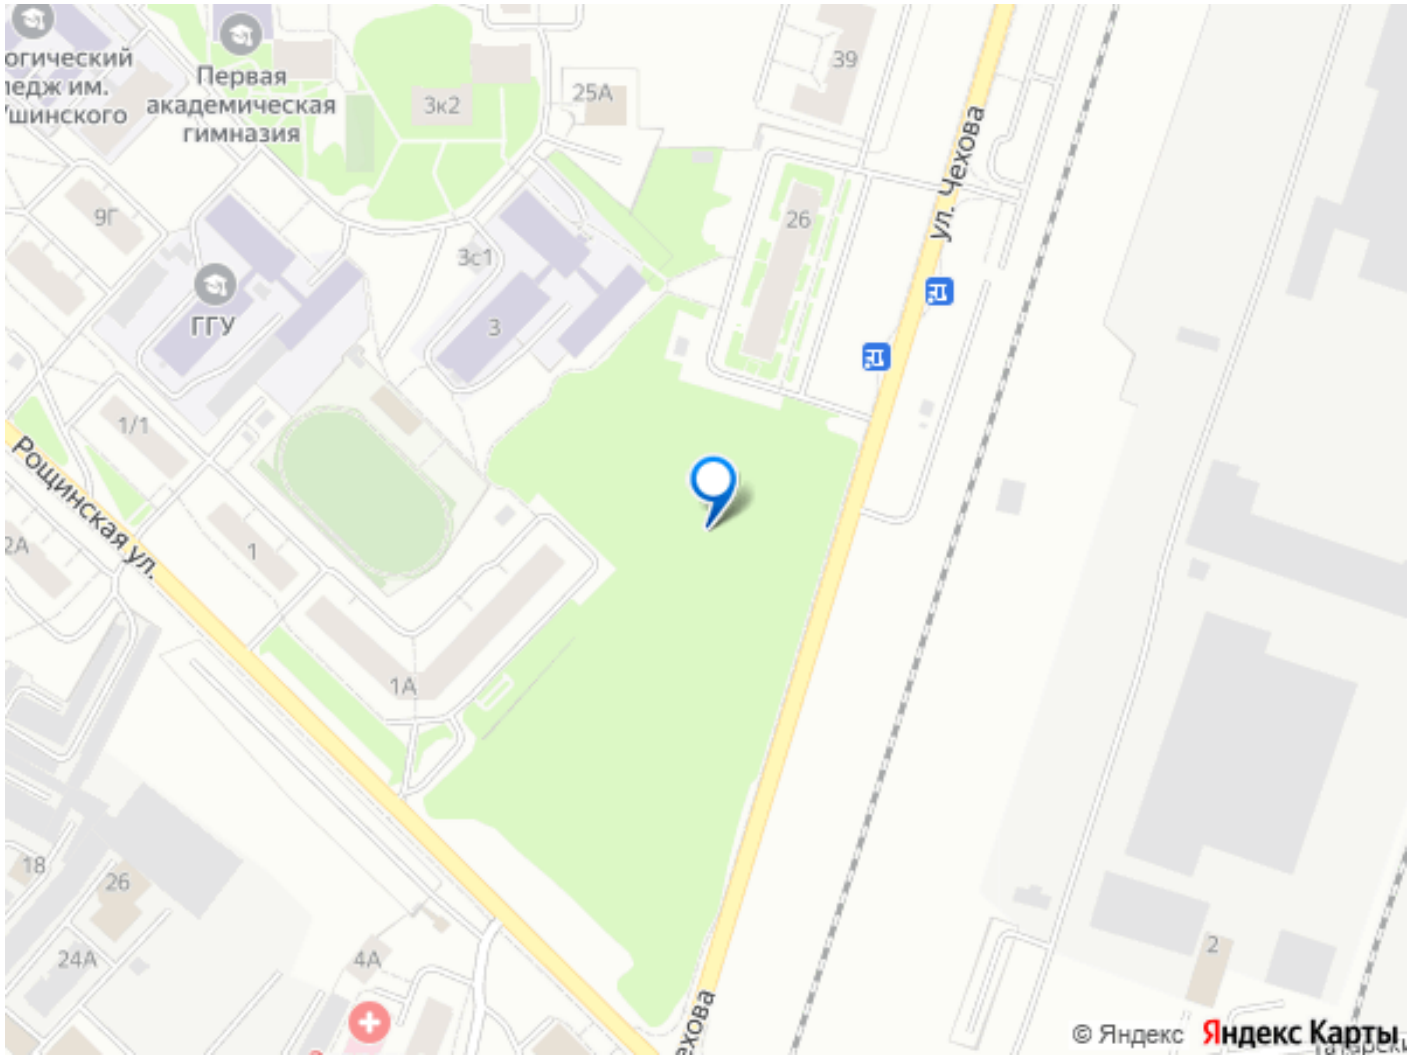 огический
ледж им.
шинского
Первая
академическая
гимназия
3к2
25А
39
ул. Чехова
9Г
26
3с1
ГГУ
3
1/1
Рощинская ул.
2А
1
1А
18
26
24А
4А
2
ехова
© Яндекс
Яндекс Карты